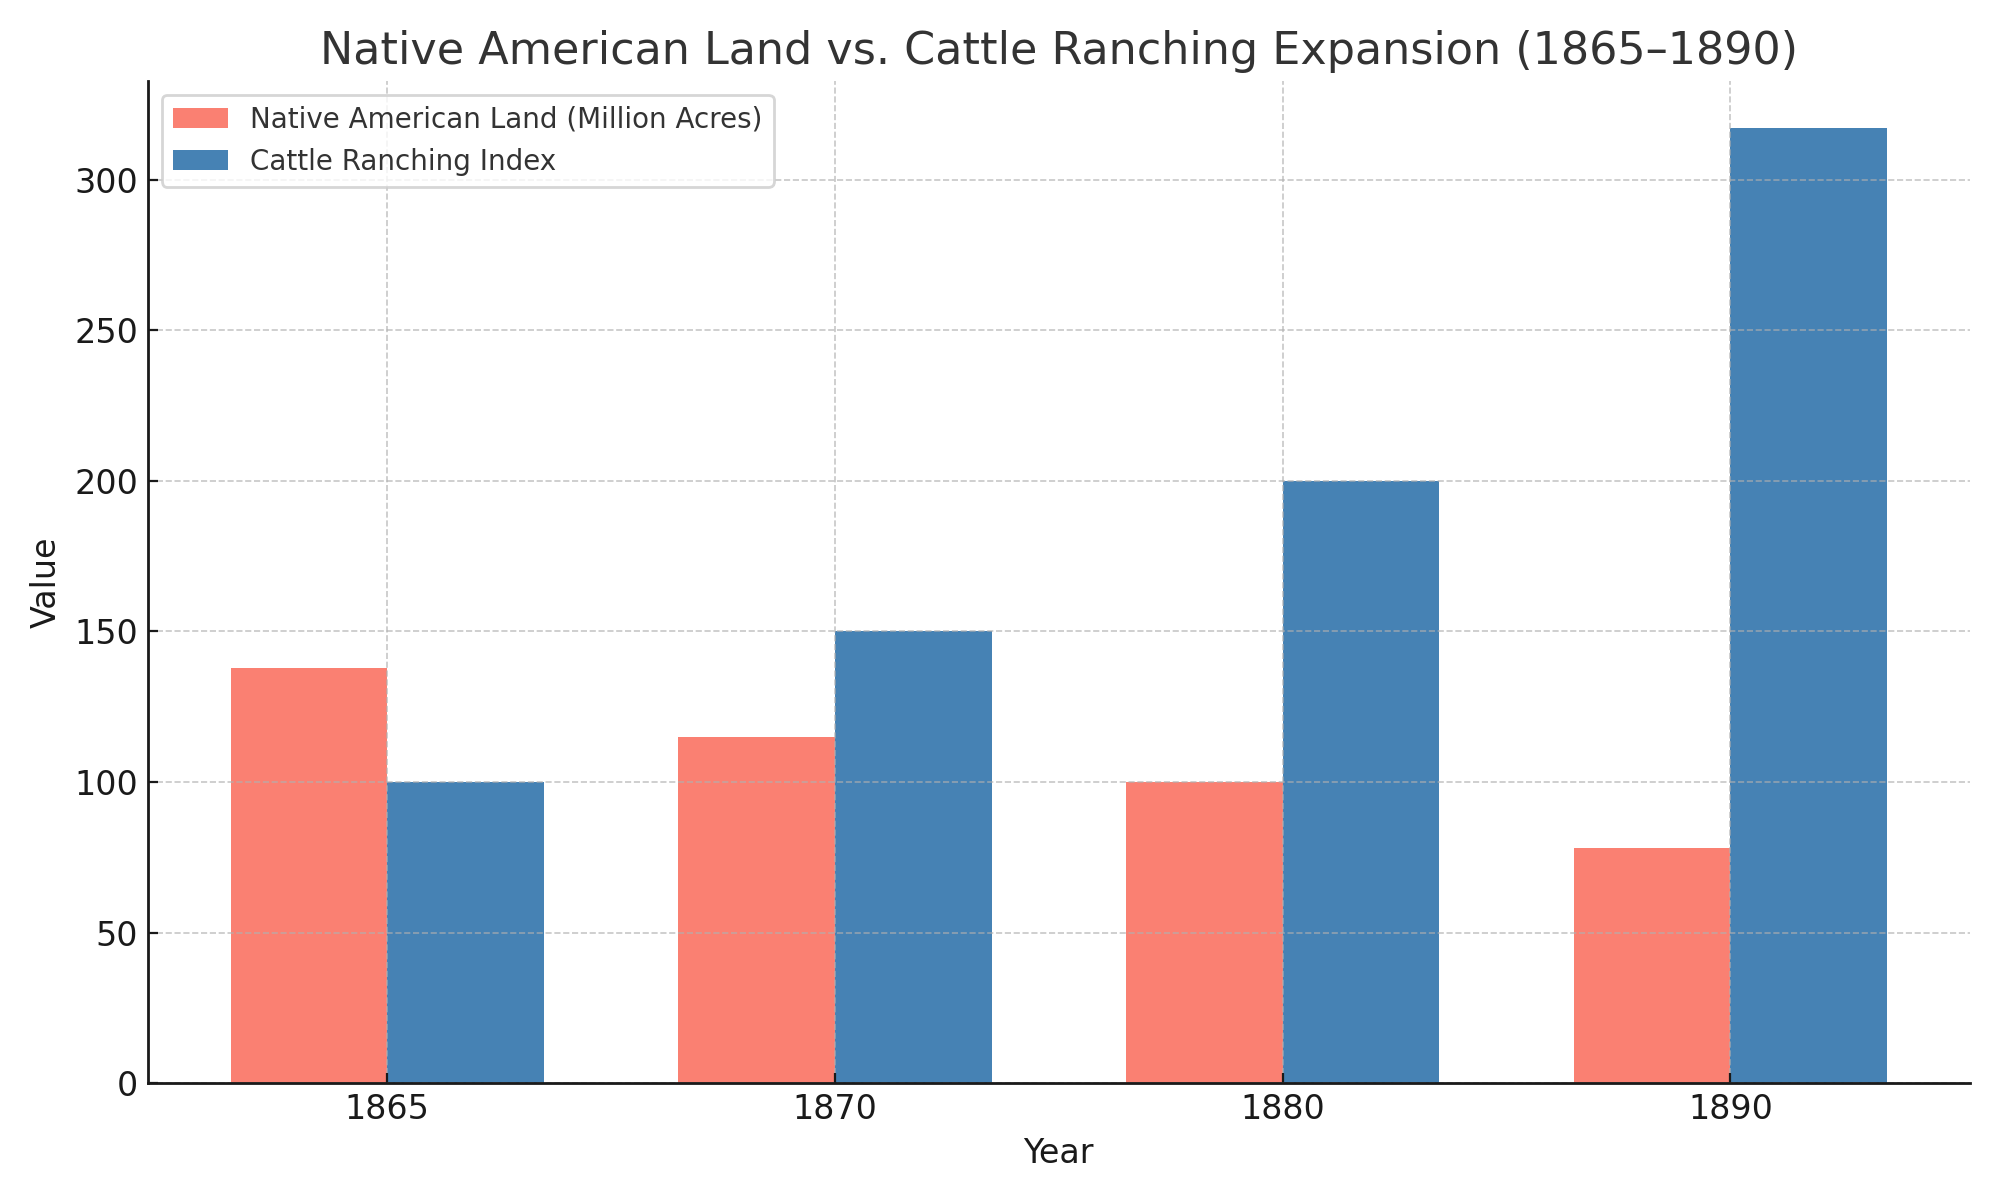 Native American Land vs. Cattle Ranching Expansion (1865–1890)
Native American Land (Million Acres)
Cattle Ranching Index
300
250
200
150
100
50
0
Value
1865 1870 1880 1890
Year